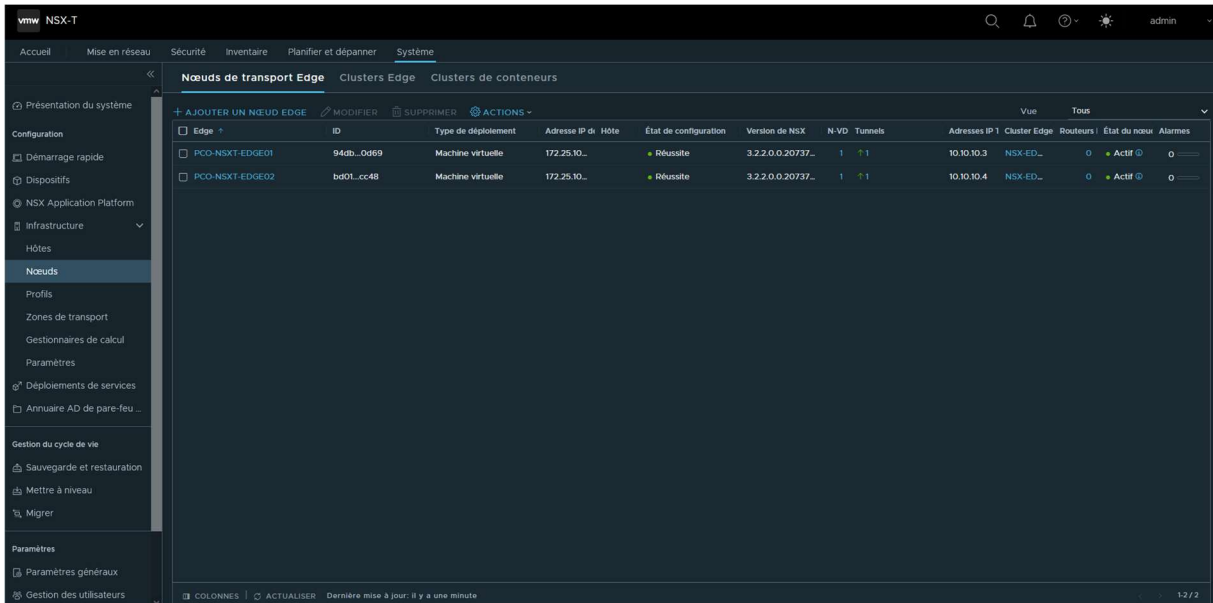 vmw NSX-T admin
Accueil Mise en réseau Sécurité Inventaire Planifier et dépanner Système
Nœuds de transport Edge Clusters Edge Clusters de conteneurs
Présentation du système
Configuration
Démarrage rapide
Dispositifs
NSX Application Platform
Infrastructure
Hôtes
Nœuds
Profils
Zones de transport
Gestionnaires de calcul
Paramètres
Déploiements de services
Annuaire AD de pare-feu ...
Gestion du cycle de vie
Sauvegarde et restauration
Mettre à niveau
Migrer
Paramètres
Paramètres généraux
Gestion des utilisateurs
+ AJOUTER UN NŒUD EDGE MODIFIER SUPPRIMER ACTIONS Vue Tous
Edge ID Type de déploiement Adresse IP de Hôte État de configuration Version de NSX N-VD Tunnels Adresses IP T Cluster Edge Routeurs l État du nœu Alarmes
PCO-NSXT-EDGE01 94db...0d69 Machine virtuelle 172.25.10... Réussite 3.2.2.0.0.20737... 1 1 10.10.10.3 NSX-ED... 0 Actif 0
PCO-NSXT-EDGE02 bd01...cc48 Machine virtuelle 172.25.10... Réussite 3.2.2.0.0.20737... 1 1 10.10.10.4 NSX-ED... 0 Actif 0
COLONNES ACTUALISER Dernière mise à jour: il y a une minute 1-2 / 2